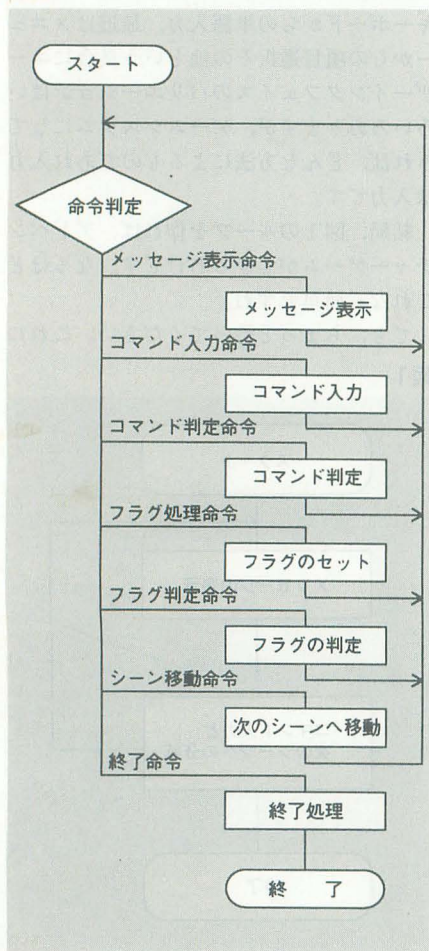 スタート
命令判定
メッセージ表示命令
メッセージ表示
コマンド入力命令
コマンド入力
コマンド判定命令
コマンド判定
フラグ処理命令
フラグのセット
フラグ判定命令
フラグの判定
シーン移動命令
次のシーンへ移動
終了命令
終了処理
終 了